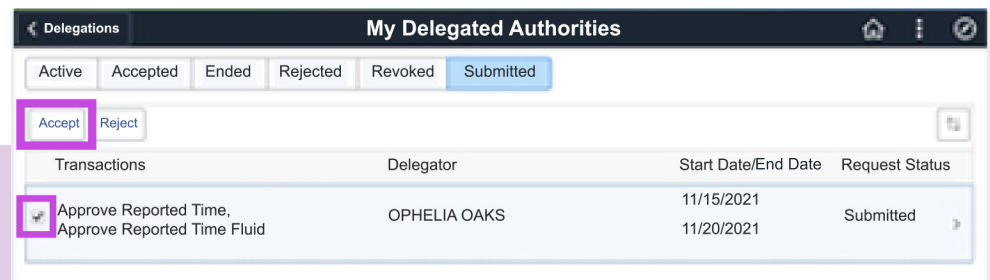 Delegations My Delegated Authorities
Active Accepted Ended Rejected Revoked Submitted
Accept Reject
Transactions Delegator Start Date/End Date Request Status
Approve Reported Time,
Approve Reported Time Fluid
OPHELIA OAKS
11/15/2021
11/20/2021
Submitted